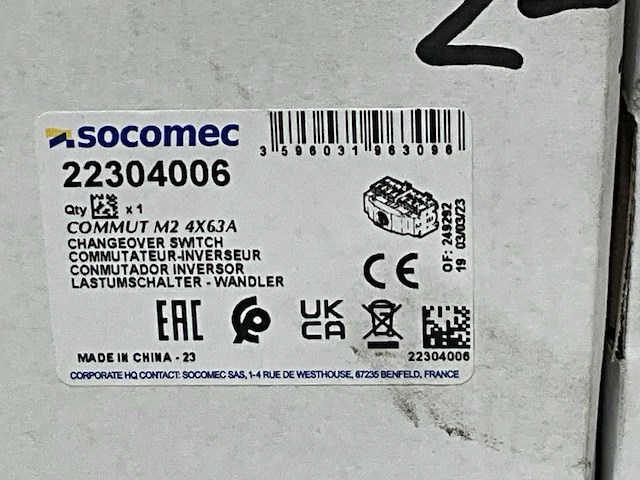 2
socomec
3 596031 963096
22304006
Qty x 1
COMMUT M2 4X63A
CHANGEOVER SWITCH
COMMUTATEUR-INVERSEUR
CONMUTADOR INVERSOR
LASTUMSCHALTER - WANDLER
OF: 249292
19 03/03/23
CE
EAC
UK
CA
22304006
MADE IN CHINA - 23
CORPORATE HQ CONTACT: SOCOMEC SAS, 1-4 RUE DE WESTHOUSE, 67235 BENFELD, FRANCE